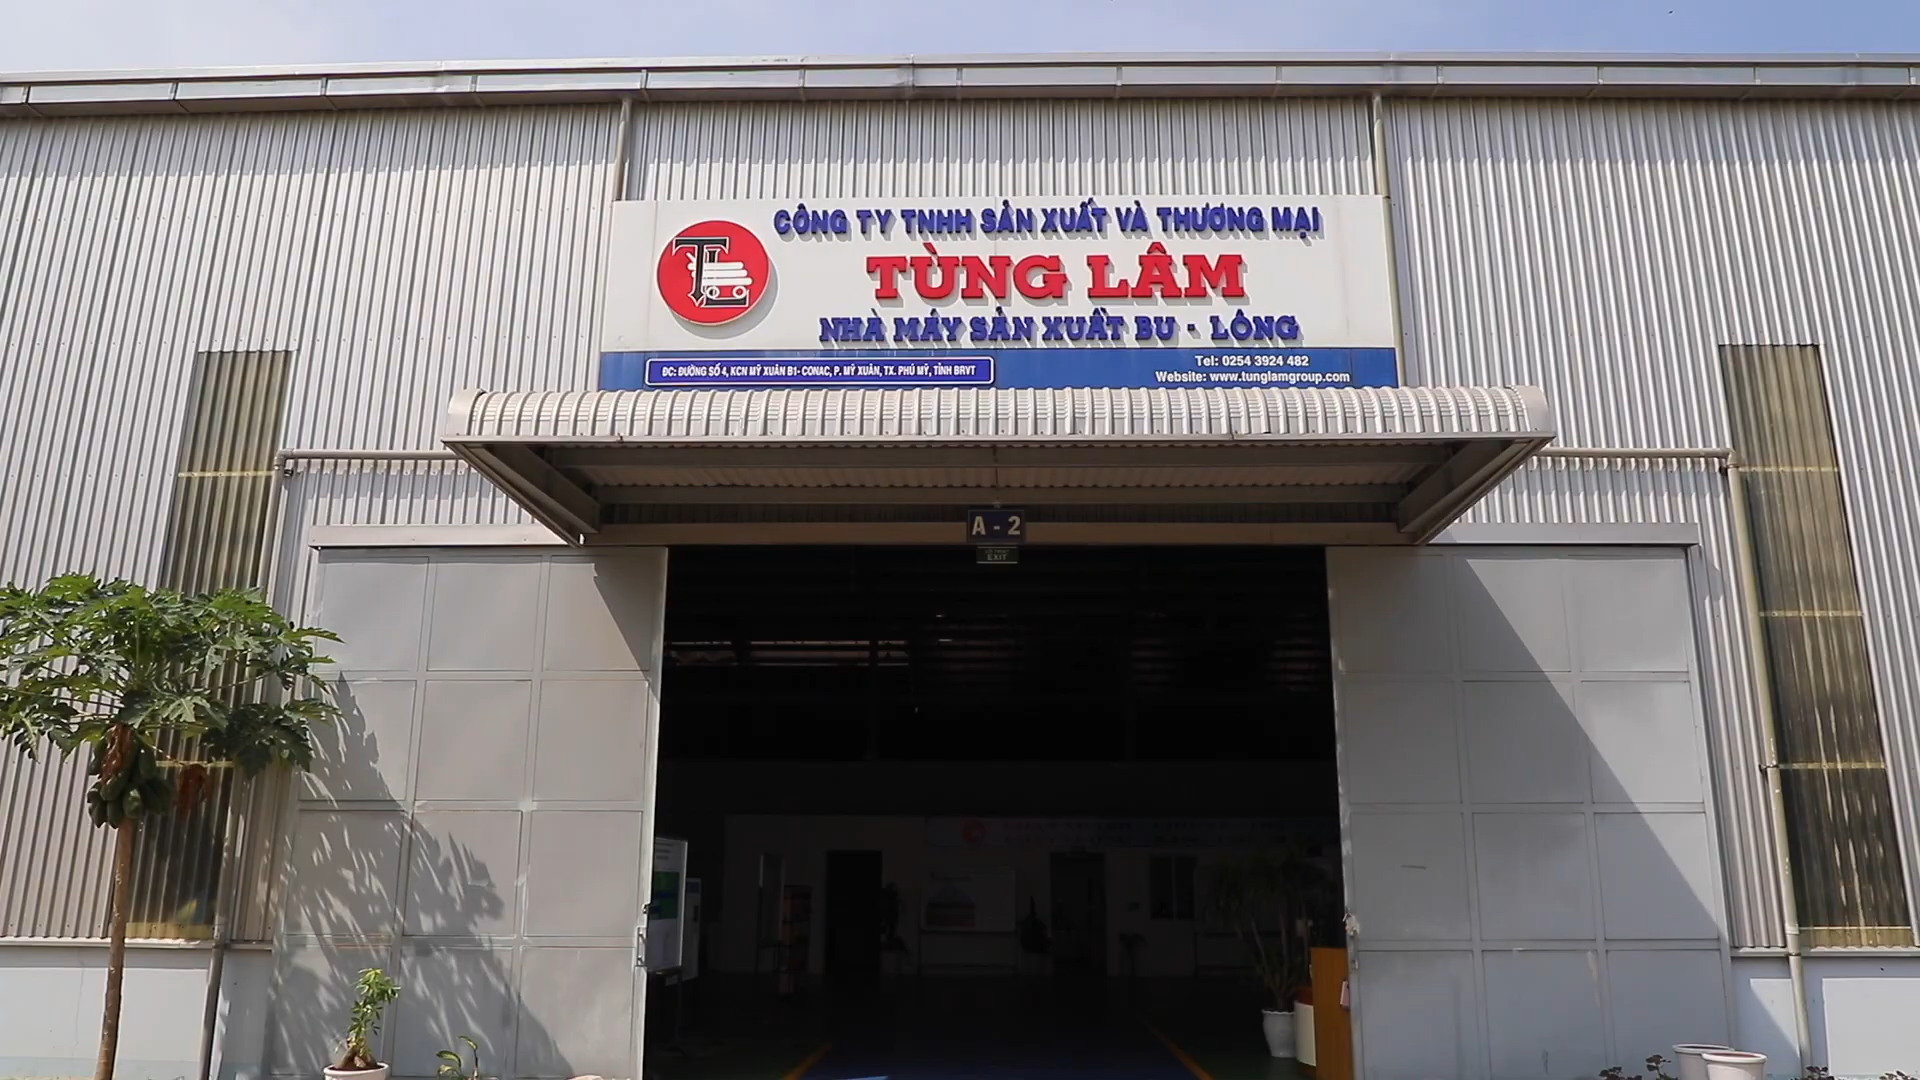 CÔNG TY TNHH SẢN XUẤT VÀ THƯƠNG MẠI
TL
TÙNG LÂM
NHÀ MÁY SẢN XUẤT BU - LÔNG
ĐC: ĐƯỜNG SỐ 4, KCN MỸ XUÂN B1- CONAC, P. MỸ XUÂN, TX. PHÚ MỸ, TỈNH BRVT
Tel: 0254 3924 482
Website: www.tunglamgroup.com
A - 2
EXIT